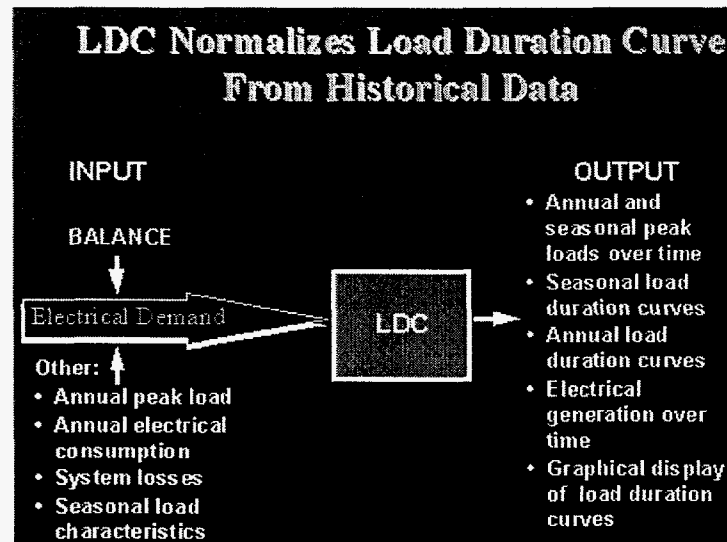 LDC Normalizes Load Duration Curve
From Historical Data
INPUT
BALANCE
Electrical Demand
Other:
• Annual peak load
• Annual electrical
consumption
• System losses
• Seasonal load
characteristics
LDC
OUTPUT
• Annual and
seasonal peak
loads over time
• Seasonal load
duration curves
• Annual load
duration curves
• Electrical
generation over
time
• Graphical display
of load duration
curves